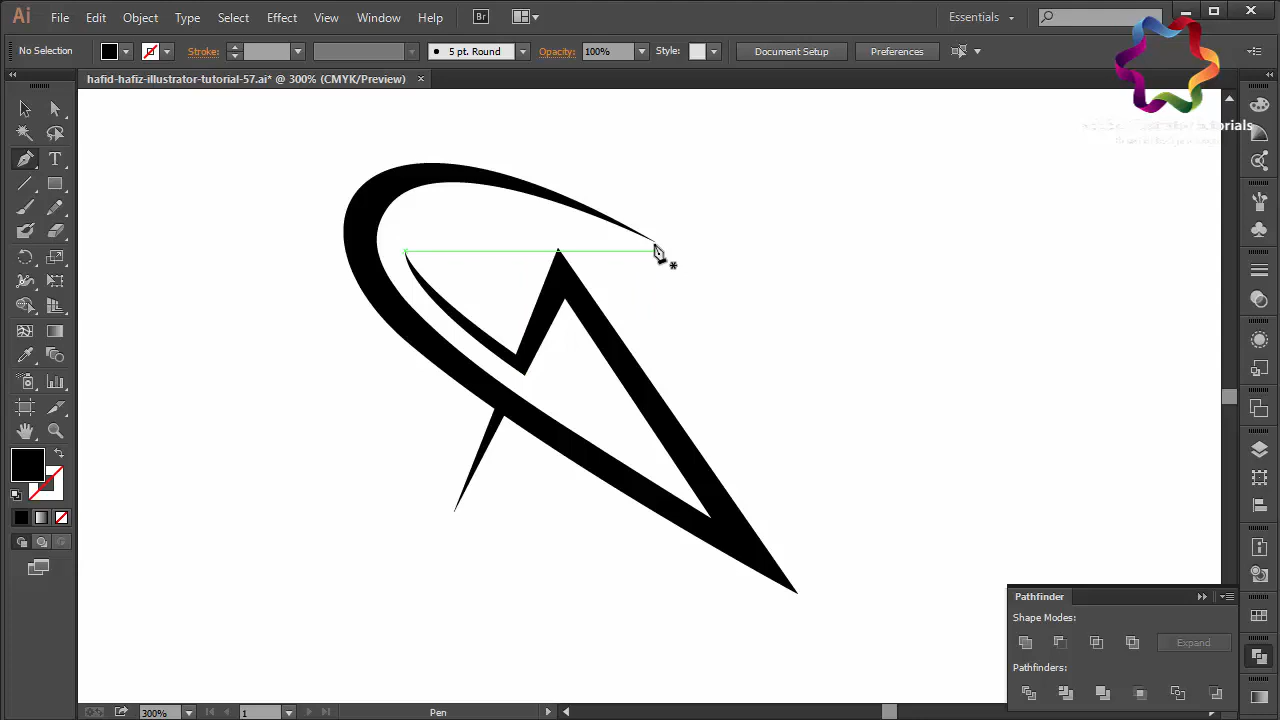 Ai File Edit Object Type Select Effect View Window Help Br Essentials
No Selection Stroke: 5 pt. Round Opacity: 100% Style: Document Setup Preferences
hafid-hafiz-illustrator-tutorial-57.ai* @ 300% (CMYK/Preview)
T
Pathfinder
Shape Modes:
Expand
Pathfinders:
300% 1 Pen